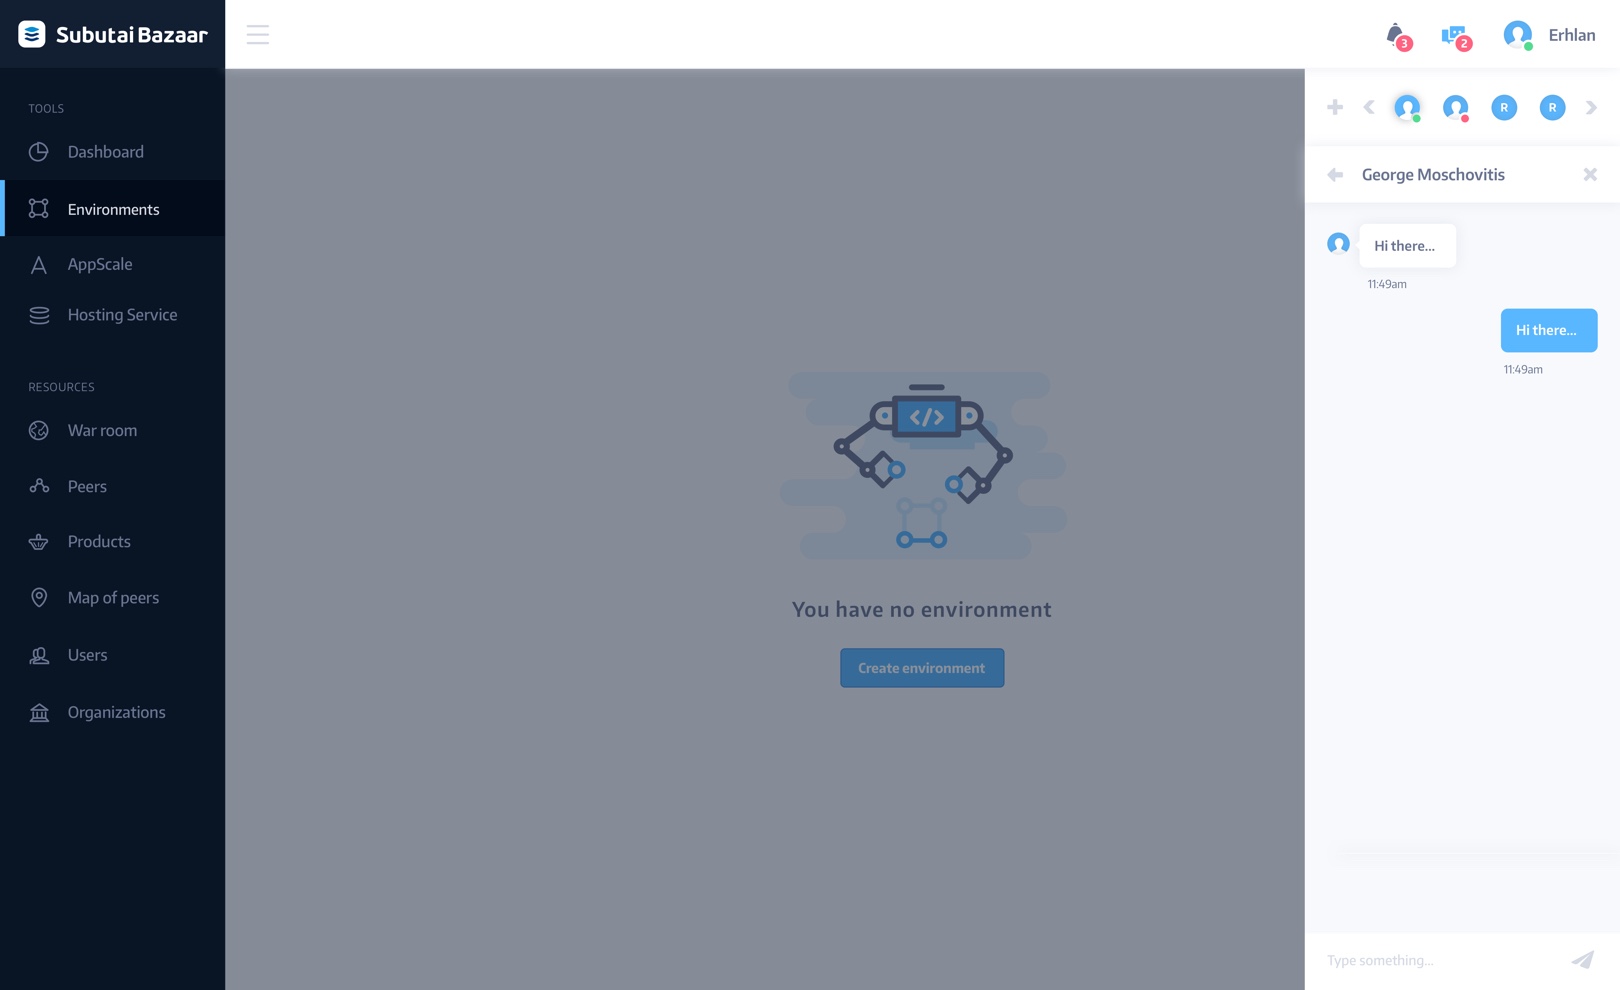 Subutai Bazaar
3
2
Erhlan
TOOLS
Dashboard
Environments
AppScale
Hosting Service
RESOURCES
War room
Peers
Products
Map of peers
Users
Organizations
</>
You have no environment
Create environment
R
R
George Moschovitis
Hi there...
11:49am
Hi there...
11:49am
Type something...